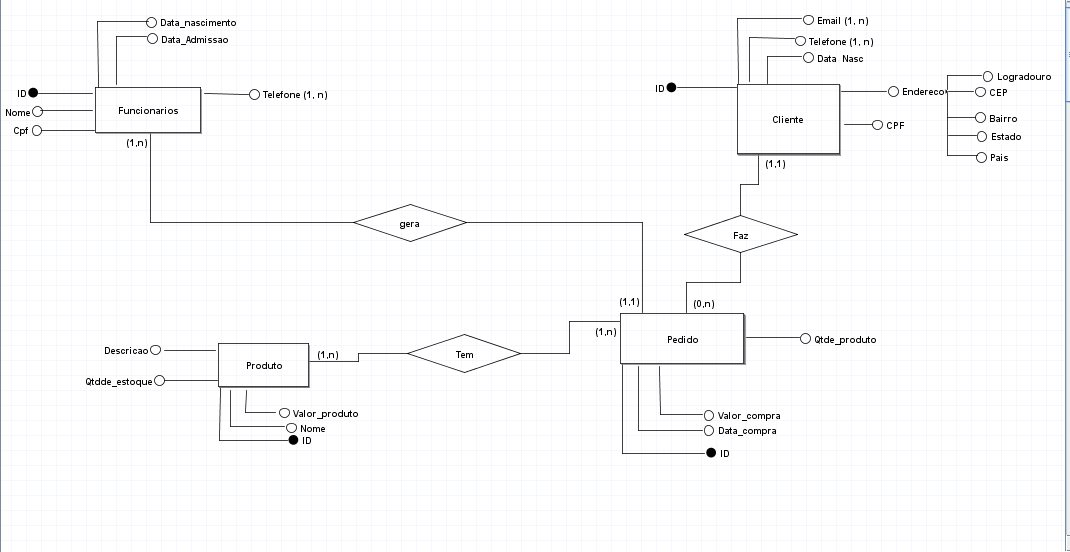 Data_nascimento
Data_Admissao
ID
Nome
Cpf
Funcionarios
Telefone (1, n)
(1,n)
Email (1, n)
Telefone (1, n)
Data Nasc
ID
Cliente
Endereco
CPF
Logradouro
CEP
Bairro
Estado
Pais
(1,1)
gera
Faz
(1,1)
(0,n)
(1,n)
Pedido
Qtde_produto
Descricao
Qtdde_estoque
Produto
(1,n)
Tem
Valor_produto
Nome
ID
Valor_compra
Data_compra
ID